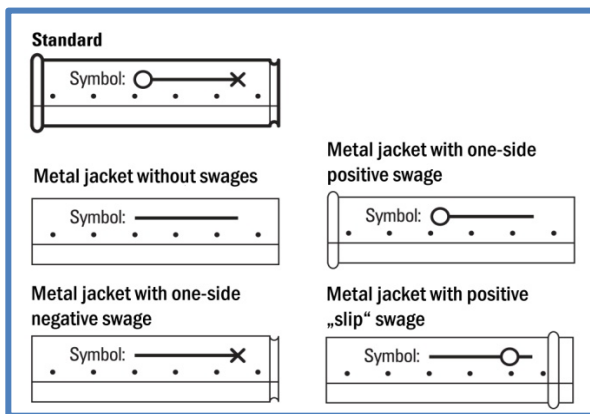 Standard
Symbol:
Metal jacket without swages
Symbol:
Metal jacket with one-side
positive swage
Symbol:
Metal jacket with one-side
negative swage
Symbol:
Metal jacket with positive
„slip“ swage
Symbol: